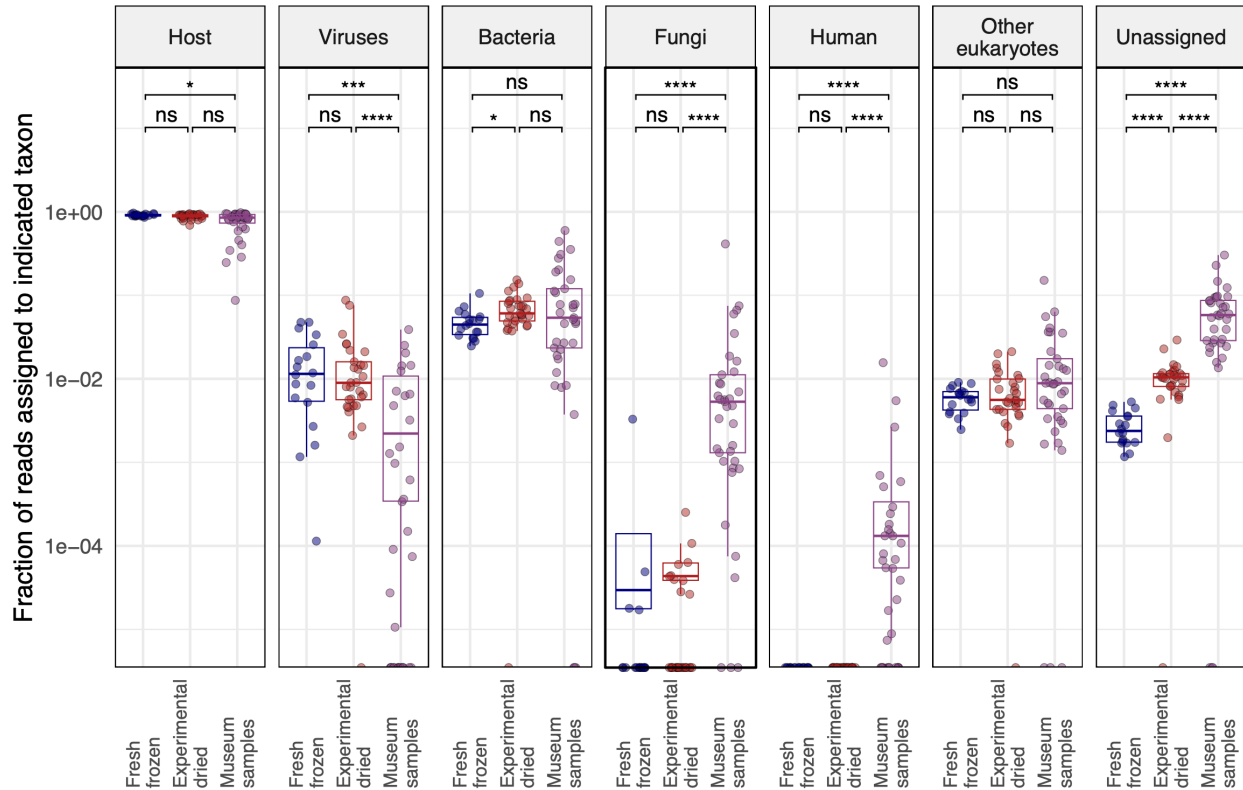 Host
Viruses
Bacteria
Fungi
Human
Other
eukaryotes
Unassigned
*
ns
ns
***
ns
****
ns
*
ns
****
ns
****
****
ns
****
ns
ns
ns
****
****
****
Fraction of reads assigned to indicated taxon
1e+00
1e−02
1e−04
Fresh
frozen
Experimental
dried
Museum
samples
Fresh
frozen
Experimental
dried
Museum
samples
Fresh
frozen
Experimental
dried
Museum
samples
Fresh
frozen
Experimental
dried
Museum
samples
Fresh
frozen
Experimental
dried
Museum
samples
Fresh
frozen
Experimental
dried
Museum
samples
Fresh
frozen
Experimental
dried
Museum
samples